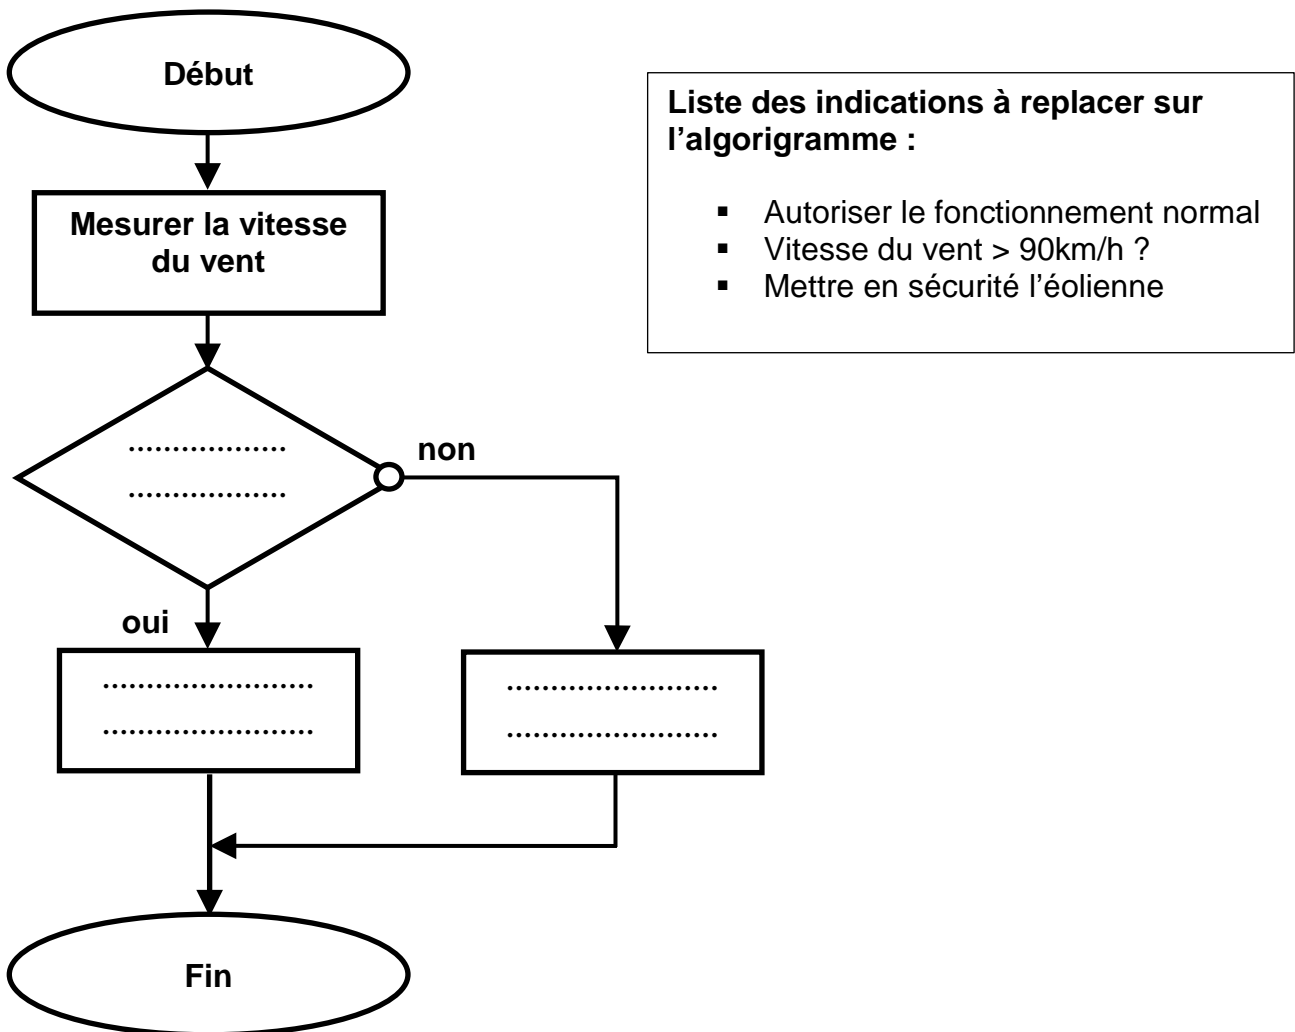 Début
Mesurer la vitesse
du vent
..................
..................
non
oui
........................
........................
........................
........................
Fin
Liste des indications à replacer sur
l’algorigramme :
▪ Autoriser le fonctionnement normal
▪ Vitesse du vent > 90km/h ?
▪ Mettre en sécurité l’éolienne